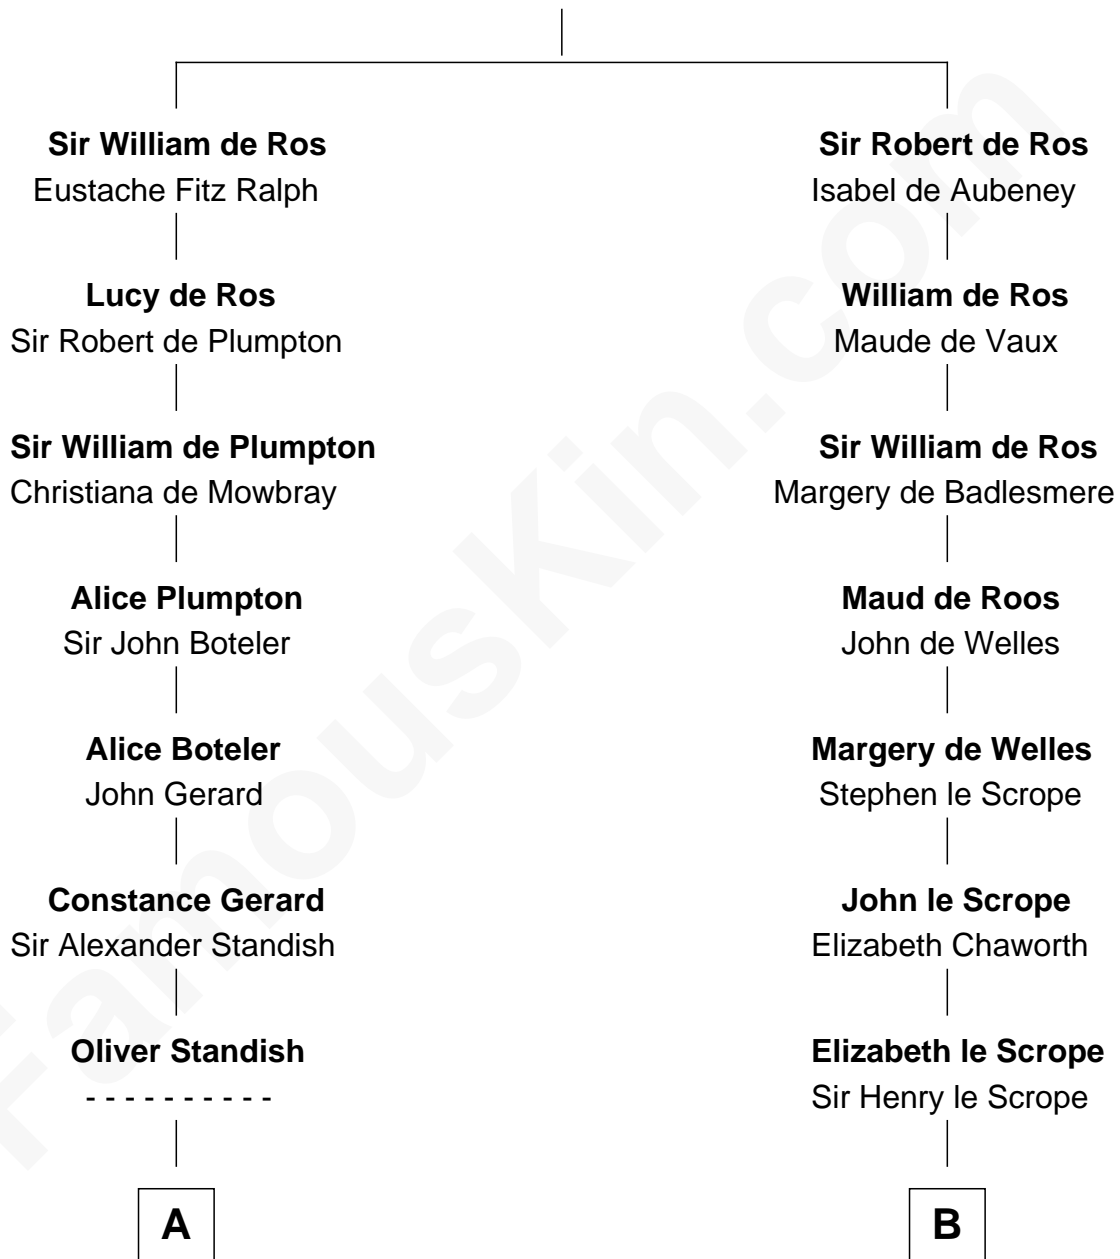 Sir William de Ros
Eustache Fitz Ralph
Lucy de Ros
Sir Robert de Plumpton
Sir William de Plumpton
Christiana de Mowbray
Alice Plumpton
Sir John Boteler
Alice Boteler
John Gerard
Constance Gerard
Sir Alexander Standish
Oliver Standish
- - - - - - - - - -
A
Sir Robert de Ros
Isabel de Aubeney
William de Ros
Maude de Vaux
Sir William de Ros
Margery de Badlesmere
Maud de Roos
John de Welles
Margery de Welles
Stephen le Scrope
John le Scrope
Elizabeth Chaworth
Elizabeth le Scrope
Sir Henry le Scrope
B
FamousKin.com